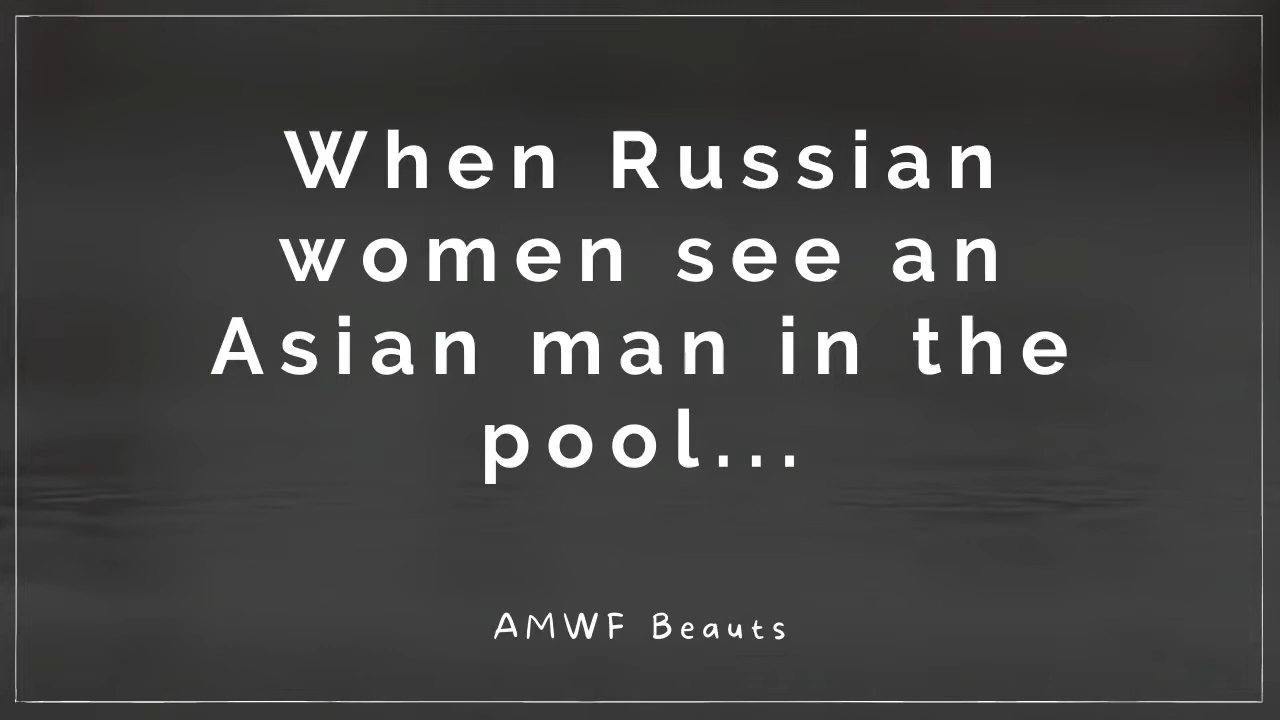 When Russian
women see an
Asian man in the
pool...
AMWF Beauts